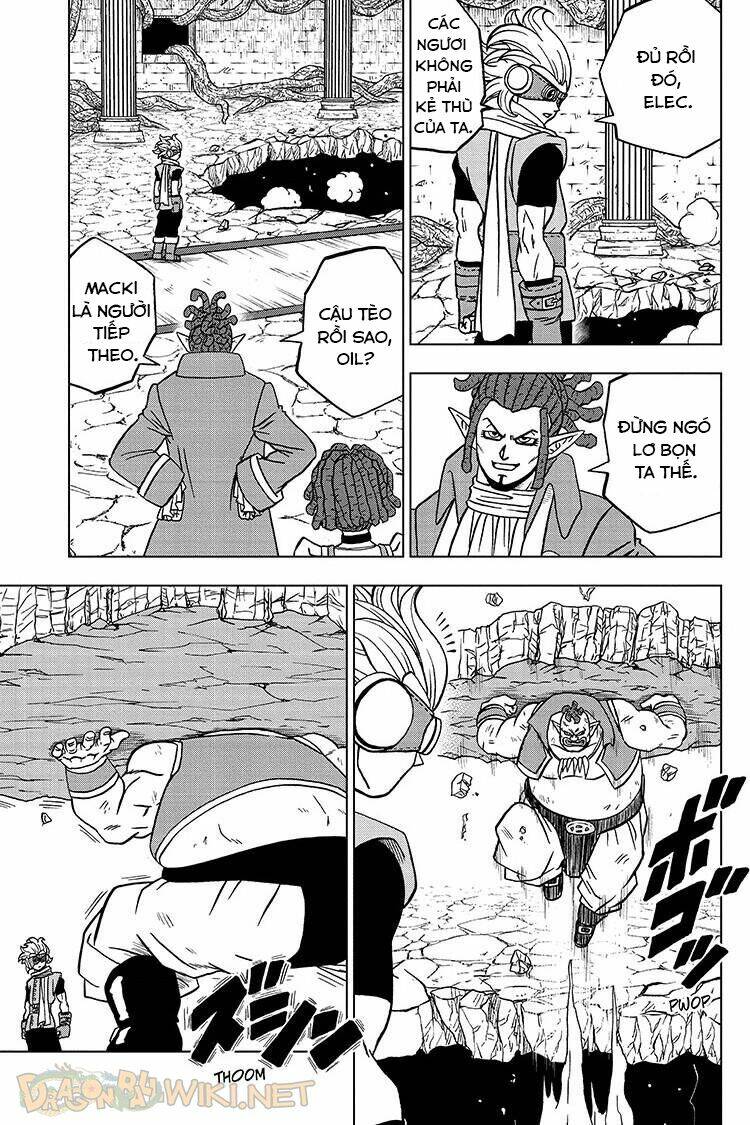 ĐỦ RỒI
ĐÓ,
ELEC.
CÁC
NGƯƠI
KHÔNG
PHẢI
KẺ THÙ
CỦA TA.
CẬU TÈO
RỒI SAO,
OIL?
MACKI
LÀ NGƯỜI
TIẾP
THEO.
ĐỪNG NGÓ
LƠ BỌN
TA THẾ.
ボゴッ
PWOP
ズシン
THOOM
DRAGONBALLWIKI.NET